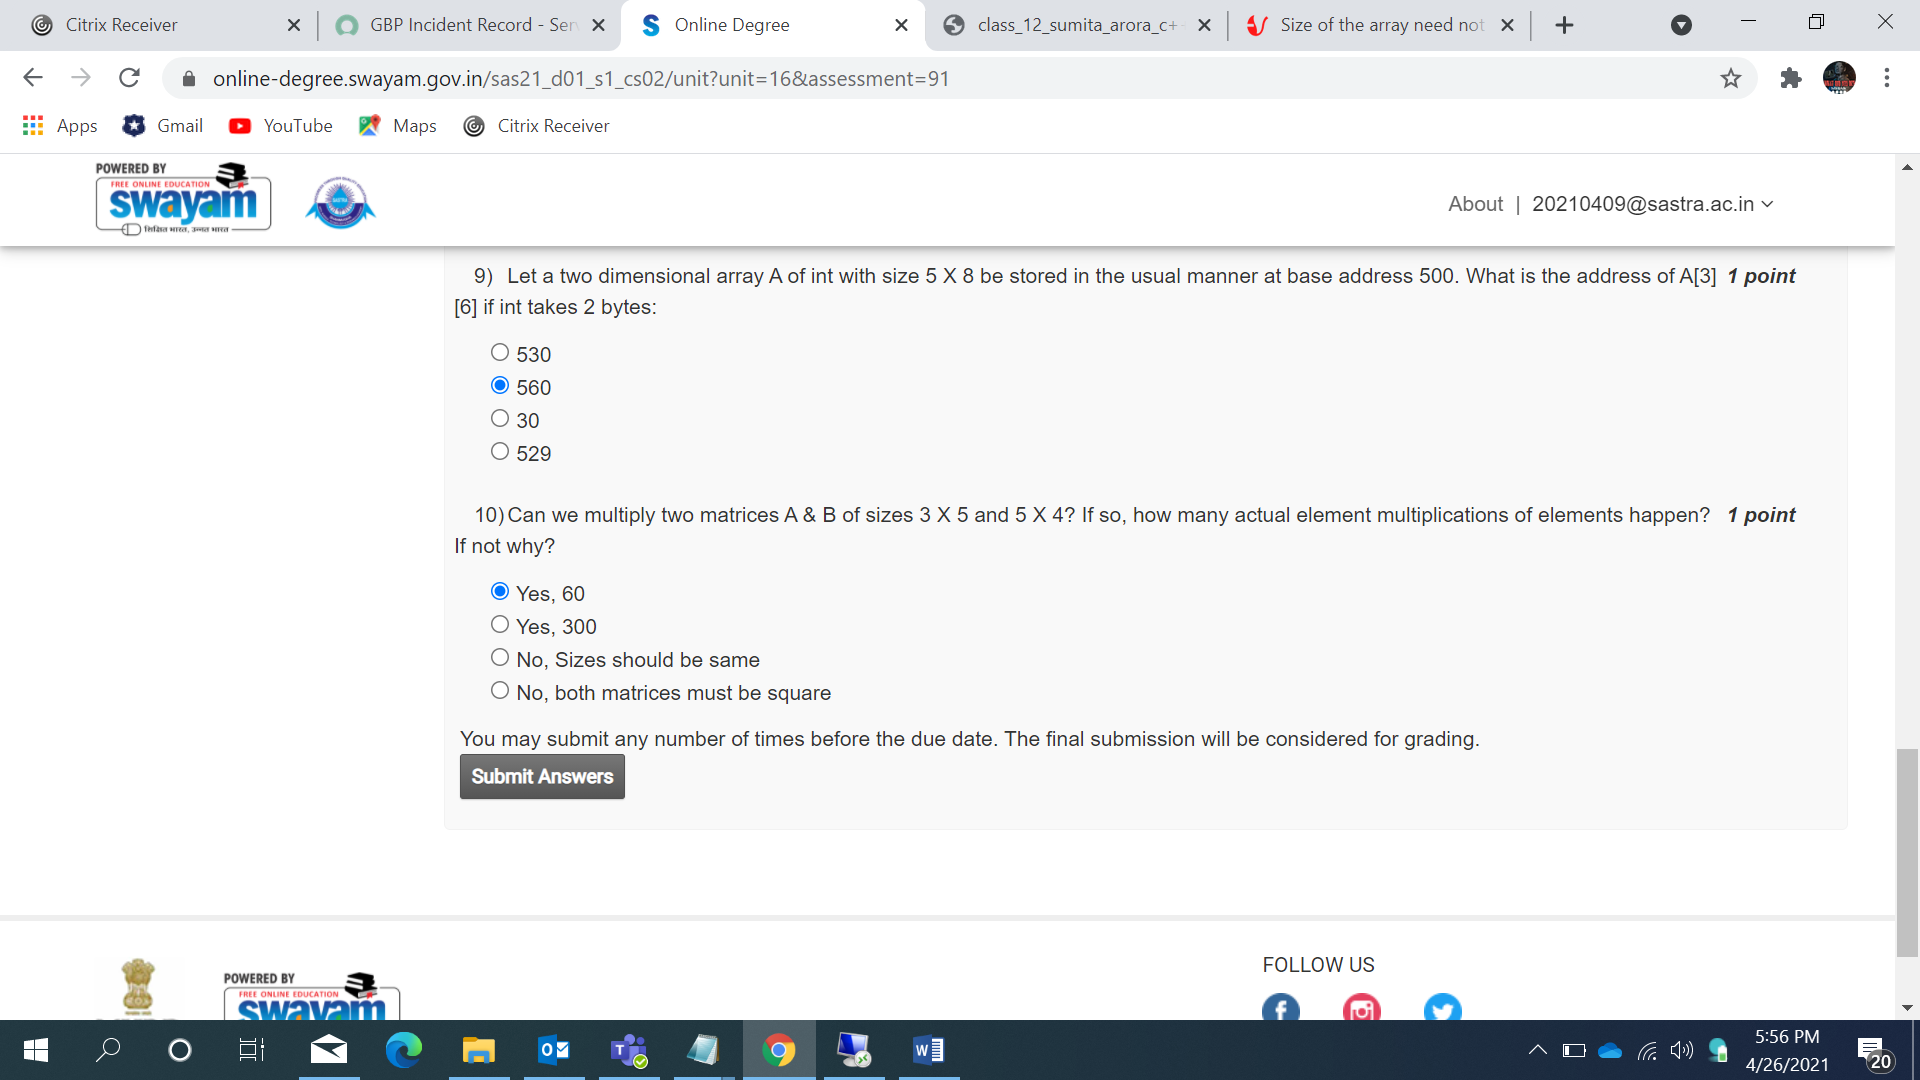 Citrix Receiver
GBP Incident Record - Ser
Online Degree
class_12_sumita_arora_c+
Size of the array need not
online-degree.swayam.gov.in/sas21_d01_s1_cs02/unit?unit=16&assessment=91
Apps Gmail YouTube Maps Citrix Receiver
POWERED BY
FREE ONLINE EDUCATION
swayam
शिक्षित भारत, उन्नत भारत
About | 20210409@sastra.ac.in
9) Let a two dimensional array A of int with size 5 X 8 be stored in the usual manner at base address 500. What is the address of A[3] 1 point
[6] if int takes 2 bytes:
530
560
30
529
10) Can we multiply two matrices A & B of sizes 3 X 5 and 5 X 4? If so, how many actual element multiplications of elements happen? 1 point
If not why?
Yes, 60
Yes, 300
No, Sizes should be same
No, both matrices must be square
You may submit any number of times before the due date. The final submission will be considered for grading.
Submit Answers
POWERED BY
FREE ONLINE EDUCATION
swayam
FOLLOW US
5:56 PM
4/26/2021
20